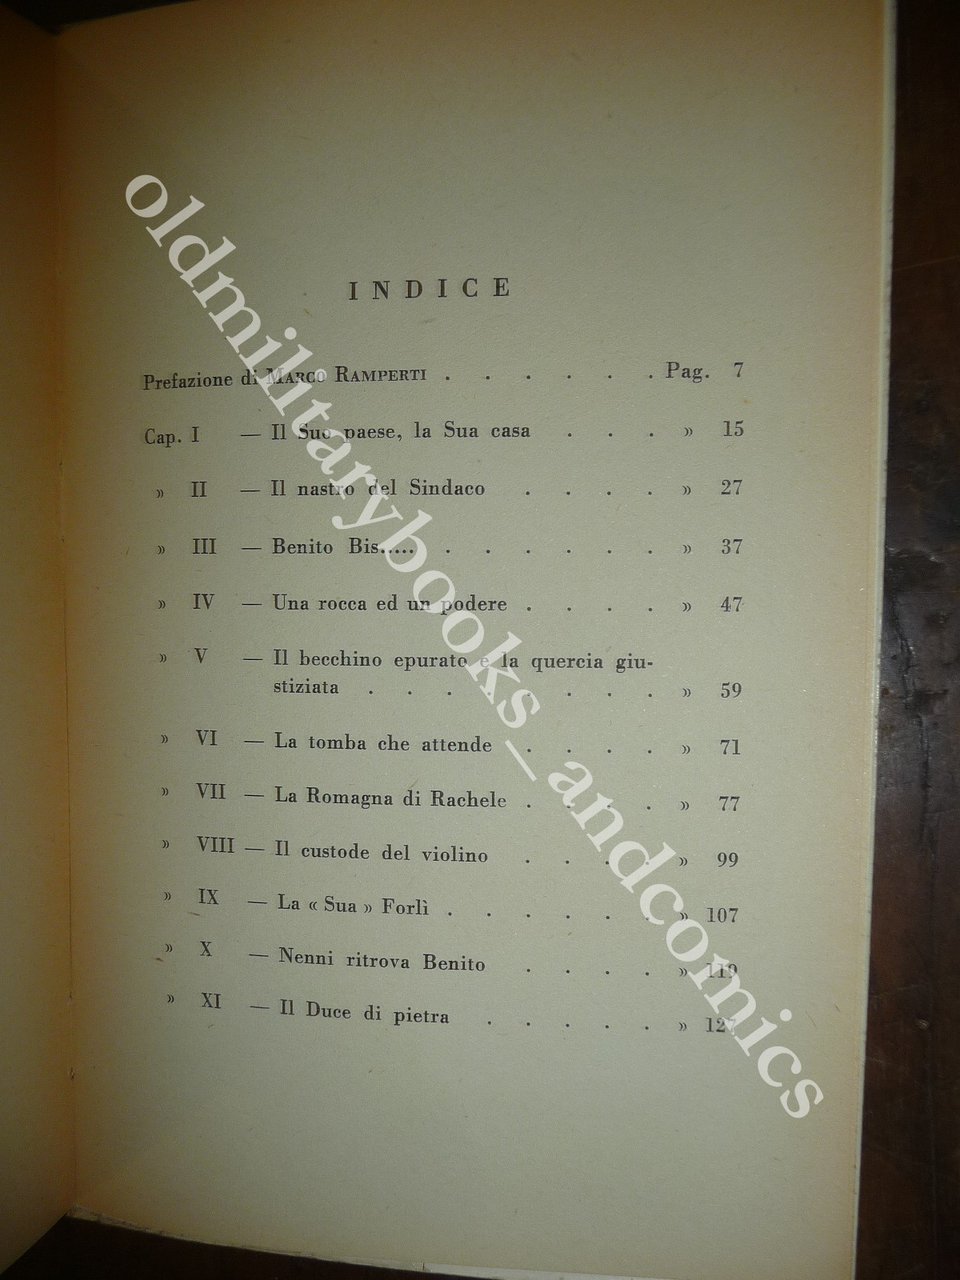 INDICE
Prefazione di MARCO RAMPERTI . . . . . . Pag. 7
Cap. I — Il Suo paese, la Sua casa . . . » 15
» II — Il nastro del Sindaco . . . . » 27
» III — Benito Bis..... . . . . . . » 37
» IV — Una rocca ed un podere . . . . » 47
» V — Il becchino epurato e la quercia giu-
stiziata . . . . . . . . » 59
» VI — La tomba che attende . . . . » 71
» VII — La Romagna di Rachele . . . . » 77
» VIII — Il custode del violino . . . . » 99
» IX — La « Sua » Forlì . . . . . . » 107
» X — Nenni ritrova Benito . . . . » 119
» XI — Il Duce di pietra . . . . . » 127
oldmilitarybooks_andcomics